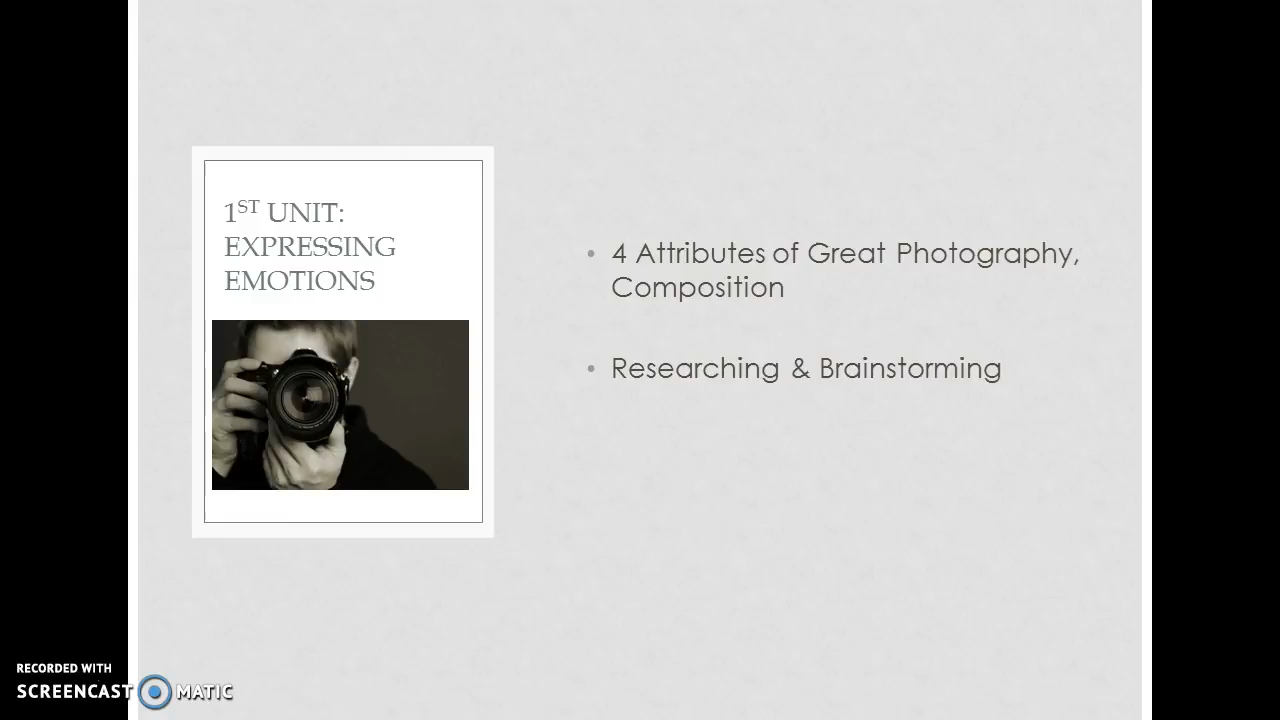 1ST UNIT:
EXPRESSING
EMOTIONS
• 4 Attributes of Great Photography,
Composition
• Researching & Brainstorming
RECORDED WITH
SCREENCAST MATIC